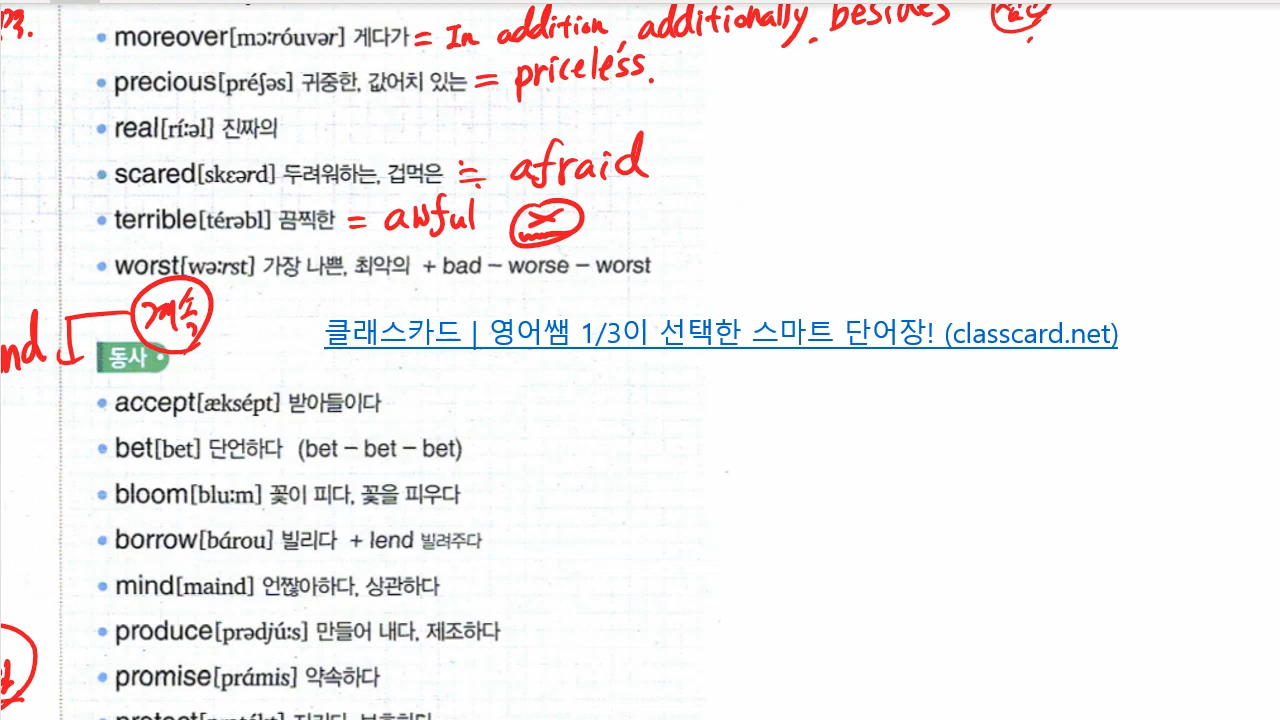 moreover[mɔːróuvər] 게다가 = In addition, additionally, besides
precious[préʃəs] 귀중한, 값어치 있는 = priceless.
real[ríːəl] 진짜의
scared[skɛərd] 두려워하는, 겁먹은 ≒ afraid
terrible[térəbl] 끔찍한 = awful
worst[wəːrst] 가장 나쁜, 최악의 + bad – worse – worst
계속
nd
클래스카드 | 영어쌤 1/3이 선택한 스마트 단어장! (classcard.net)
동사
accept[æksépt] 받아들이다
bet[bet] 단언하다 (bet – bet – bet)
bloom[bluːm] 꽃이 피다, 꽃을 피우다
borrow[bárou] 빌리다 + lend 빌려주다
mind[maind] 언짢아하다, 상관하다
produce[prədjúːs] 만들어 내다, 제조하다
promise[prámis] 약속하다